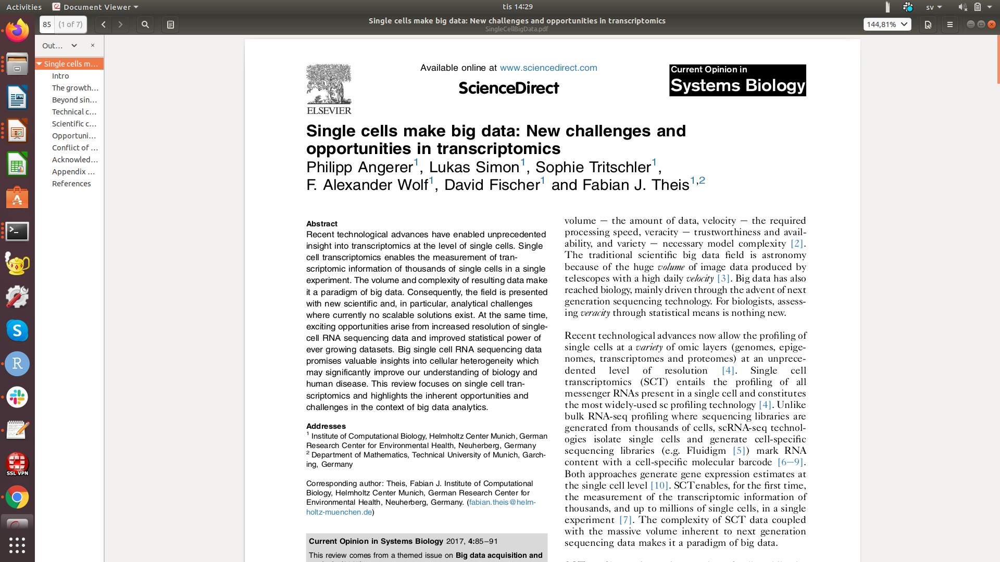 Activities
Document Viewer
tis 14:29
sv
85
(1 of 7)
Single cells make big data: New challenges and opportunities in transcriptomics
SingleCellBigData.pdf
144,81%
Out...
Single cells m...
Intro
The growth...
Beyond sin...
Technical c...
Scientific c...
Opportuni...
Conflict of ...
Acknowled...
Appendix ...
References
SSL VPN
ELSEVIER
Available online at www.sciencedirect.com
ScienceDirect
Current Opinion in
Systems Biology
Single cells make big data: New challenges and
opportunities in transcriptomics
Philipp Angerer1, Lukas Simon1, Sophie Tritschler1,
F. Alexander Wolf1, David Fischer1 and Fabian J. Theis1,2
Abstract
Recent technological advances have enabled unprecedented
insight into transcriptomics at the level of single cells. Single
cell transcriptomics enables the measurement of tran-
scriptomic information of thousands of single cells in a single
experiment. The volume and complexity of resulting data make
it a paradigm of big data. Consequently, the field is presented
with new scientific and, in particular, analytical challenges
where currently no scalable solutions exist. At the same time,
exciting opportunities arise from increased resolution of single-
cell RNA sequencing data and improved statistical power of
ever growing datasets. Big single cell RNA sequencing data
promises valuable insights into cellular heterogeneity which
may significantly improve our understanding of biology and
human disease. This review focuses on single cell tran-
scriptomics and highlights the inherent opportunities and
challenges in the context of big data analytics.
Addresses
1 Institute of Computational Biology, Helmholtz Center Munich, German
Research Center for Environmental Health, Neuherberg, Germany
2 Department of Mathematics, Technical University of Munich, Garch-
ing, Germany
Corresponding author: Theis, Fabian J. Institute of Computational
Biology, Helmholtz Center Munich, German Research Center for
Environmental Health, Neuherberg, Germany. (fabian.theis@helm-
holtz-muenchen.de)
Current Opinion in Systems Biology 2017, 4:85–91
This review comes from a themed issue on Big data acquisition and
volume — the amount of data, velocity — the required
processing speed, veracity — trustworthiness and avail-
ability, and variety — necessary model complexity [2].
The traditional scientific big data field is astronomy
because of the huge volume of image data produced by
telescopes with a high daily velocity [3]. Big data has also
reached biology, mainly driven through the advent of next
generation sequencing technology. For biologists, assess-
ing veracity through statistical means is nothing new.
Recent technological advances now allow the profiling of
single cells at a variety of omic layers (genomes, epige-
nomes, transcriptomes and proteomes) at an unprece-
dented level of resolution [4]. Single cell
transcriptomics (SCT) entails the profiling of all
messenger RNAs present in a single cell and constitutes
the most widely-used sc profiling technology [4]. Unlike
bulk RNA-seq profiling where sequencing libraries are
generated from thousands of cells, scRNA-seq technol-
ogies isolate single cells and generate cell-specific
sequencing libraries (e.g. Fluidigm [5]) mark RNA
content with a cell-specific molecular barcode [6–9].
Both approaches generate gene expression estimates at
the single cell level [10]. SCT enables, for the first time,
the measurement of the transcriptomic information of
thousands, and up to millions of single cells, in a single
experiment [7]. The complexity of SCT data coupled
with the massive volume inherent to next generation
sequencing data makes it a paradigm of big data.